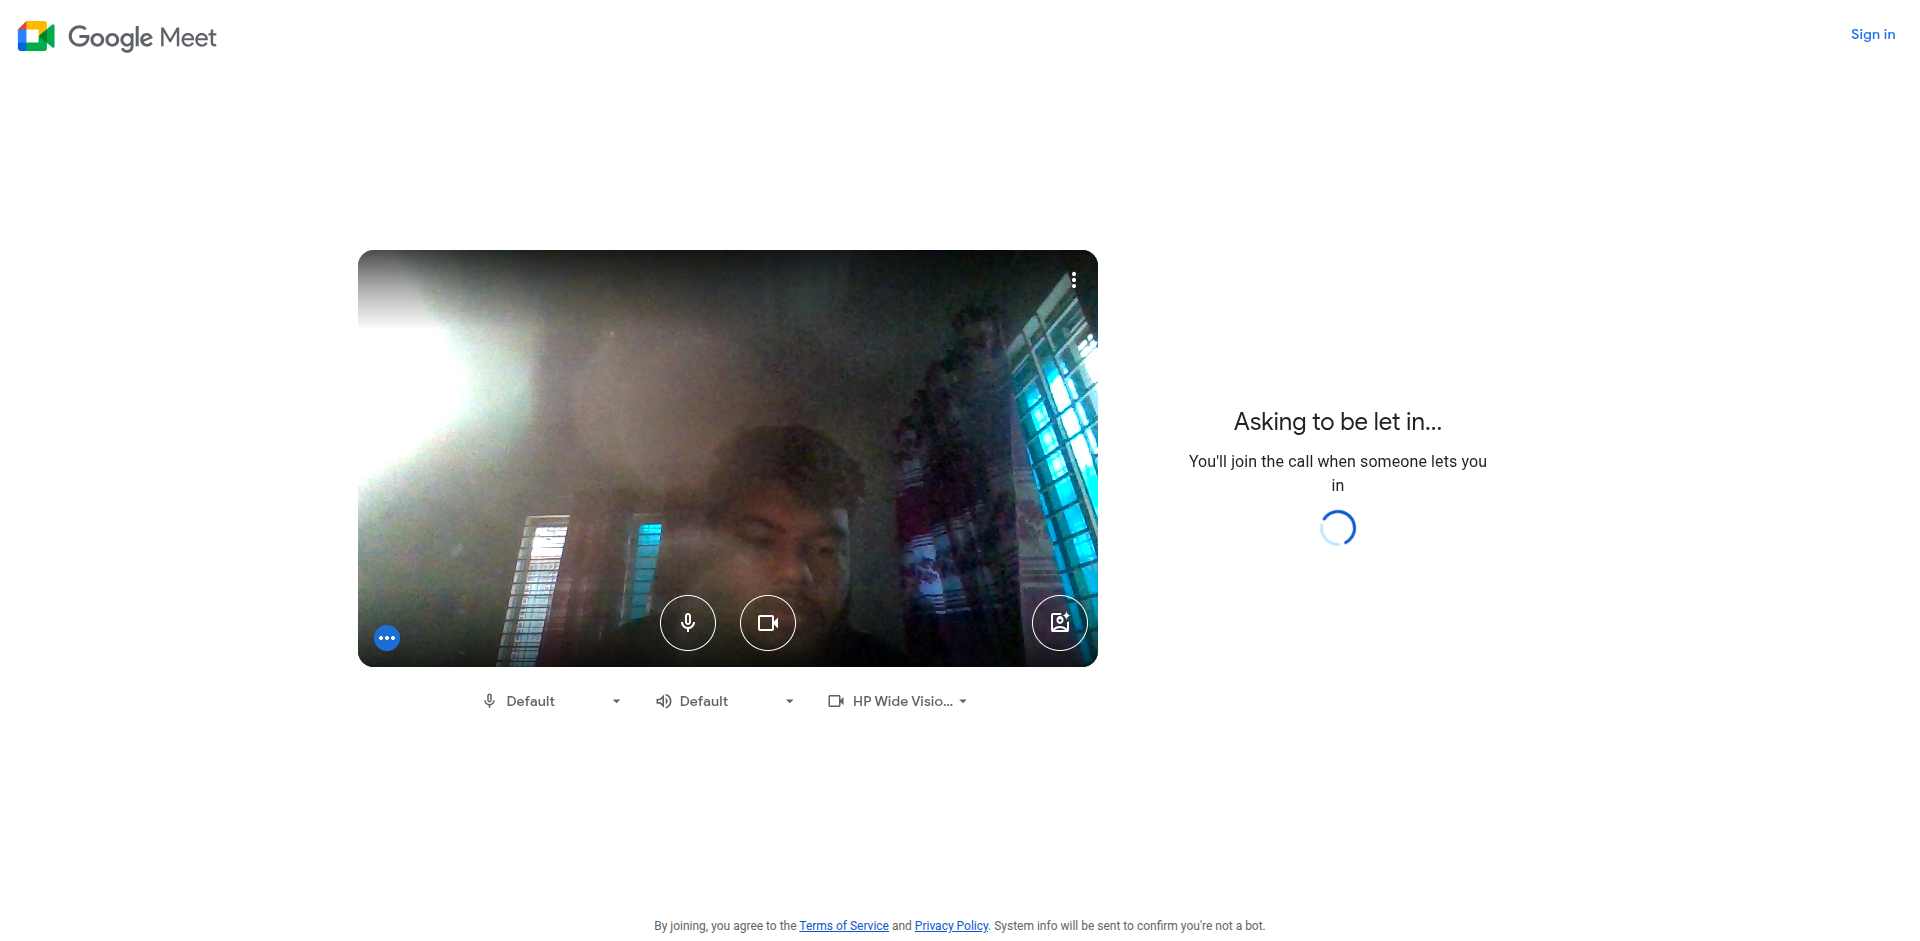 Google Meet
Sign in
Asking to be let in...
You'll join the call when someone lets you
in
Default
Default
HP Wide Visio...
By joining, you agree to the Terms of Service and Privacy Policy. System info will be sent to confirm you're not a bot.